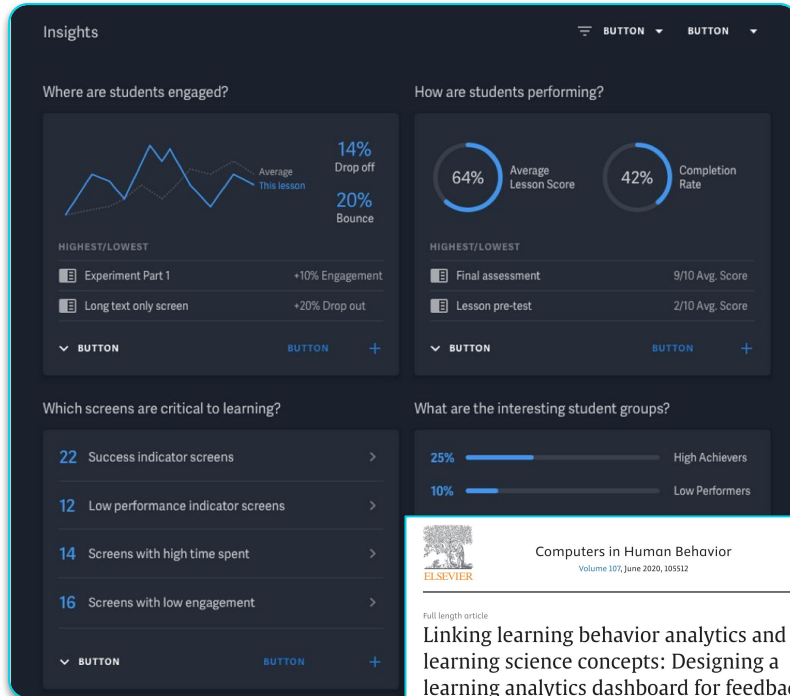 Insights
BUTTON BUTTON
Where are students engaged?
Average
This lesson
14%
Drop off
20%
Bounce
HIGHEST/LOWEST
Experiment Part 1 +10% Engagement
Long text only screen +20% Drop out
BUTTON BUTTON +
How are students performing?
64%
Average
Lesson Score
42%
Completion
Rate
HIGHEST/LOWEST
Final assessment 9/10 Avg. Score
Lesson pre-test 2/10 Avg. Score
BUTTON BUTTON +
Which screens are critical to learning?
22 Success indicator screens
12 Low performance indicator screens
14 Screens with high time spent
16 Screens with low engagement
BUTTON BUTTON +
What are the interesting student groups?
25% High Achievers
10% Low Performers
ELSEVIER
Computers in Human Behavior
Volume 107, June 2020, 105512
Full length article
Linking learning behavior analytics and
learning science concepts: Designing a
learning analytics dashboard for feedbac